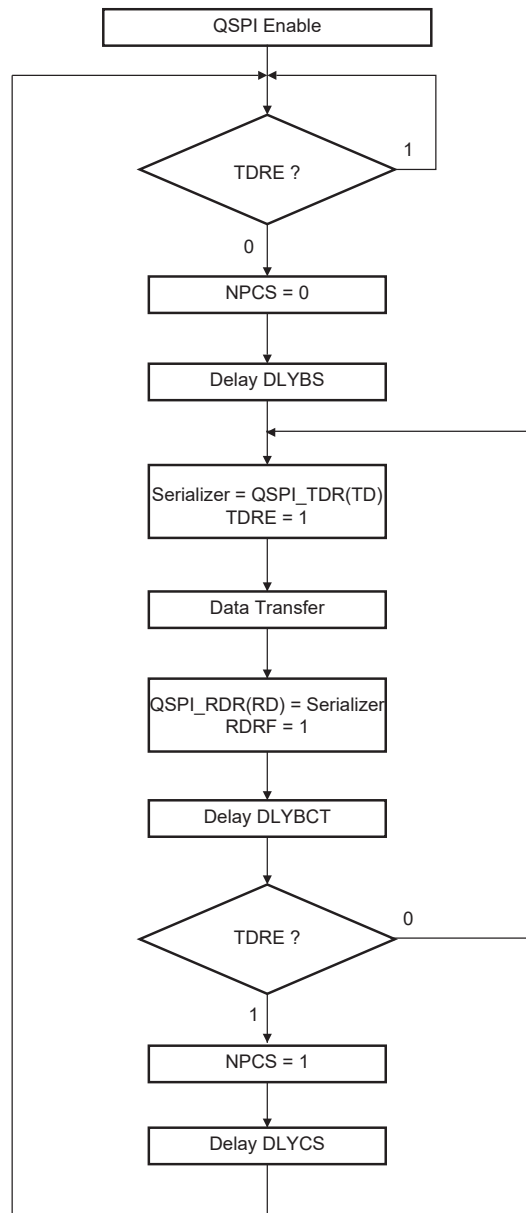 QSPI Enable
TDRE ?
1
0
NPCS = 0
Delay DLYBS
Serializer = QSPI_TDR(TD)
TDRE = 1
Data Transfer
QSPI_RDR(RD) = Serializer
RDRF = 1
Delay DLYBCT
TDRE ?
0
1
NPCS = 1
Delay DLYCS